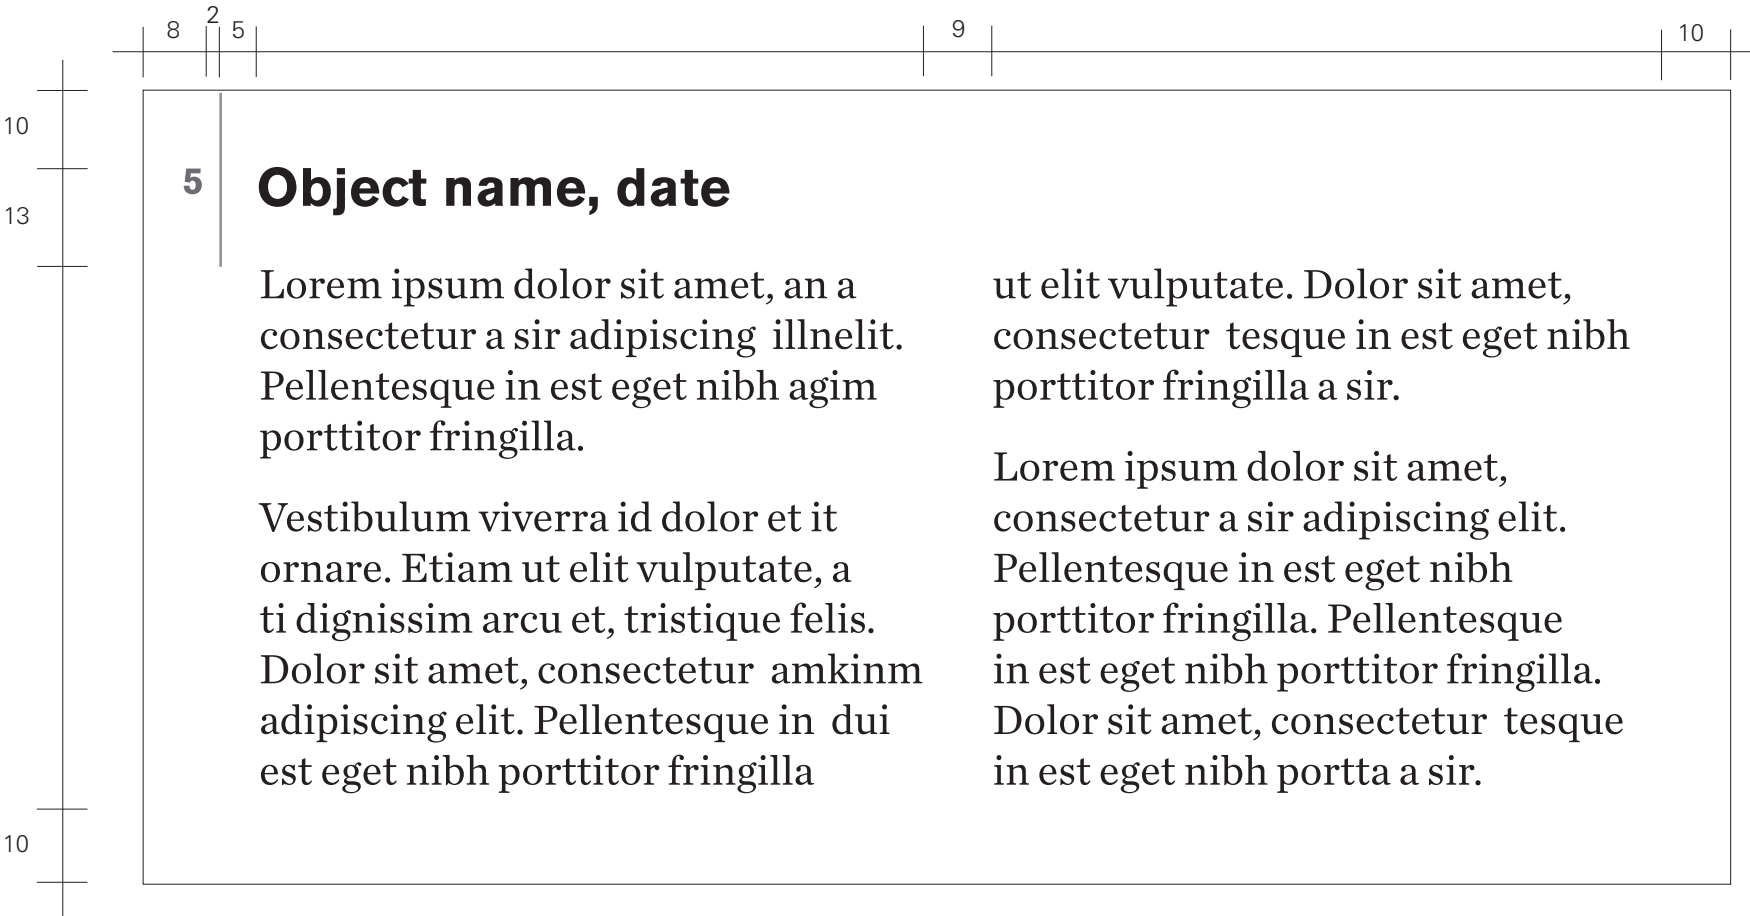 8 2 5 9 10
10
13
10
5
Object name, date
Lorem ipsum dolor sit amet, an a
consectetur a sir adipiscing  illnelit.
Pellentesque in est eget nibh agim
porttitor fringilla.
Vestibulum viverra id dolor et it
ornare. Etiam ut elit vulputate, a
ti dignissim arcu et, tristique felis.
Dolor sit amet, consectetur  amkinm
adipiscing elit. Pellentesque in  dui
est eget nibh porttitor fringilla
ut elit vulputate. Dolor sit amet,
consectetur  tesque in est eget nibh
porttitor fringilla a sir.
Lorem ipsum dolor sit amet,
consectetur a sir adipiscing elit.
Pellentesque in est eget nibh
porttitor fringilla. Pellentesque
in est eget nibh porttitor fringilla.
Dolor sit amet, consectetur  tesque
in est eget nibh portta a sir.